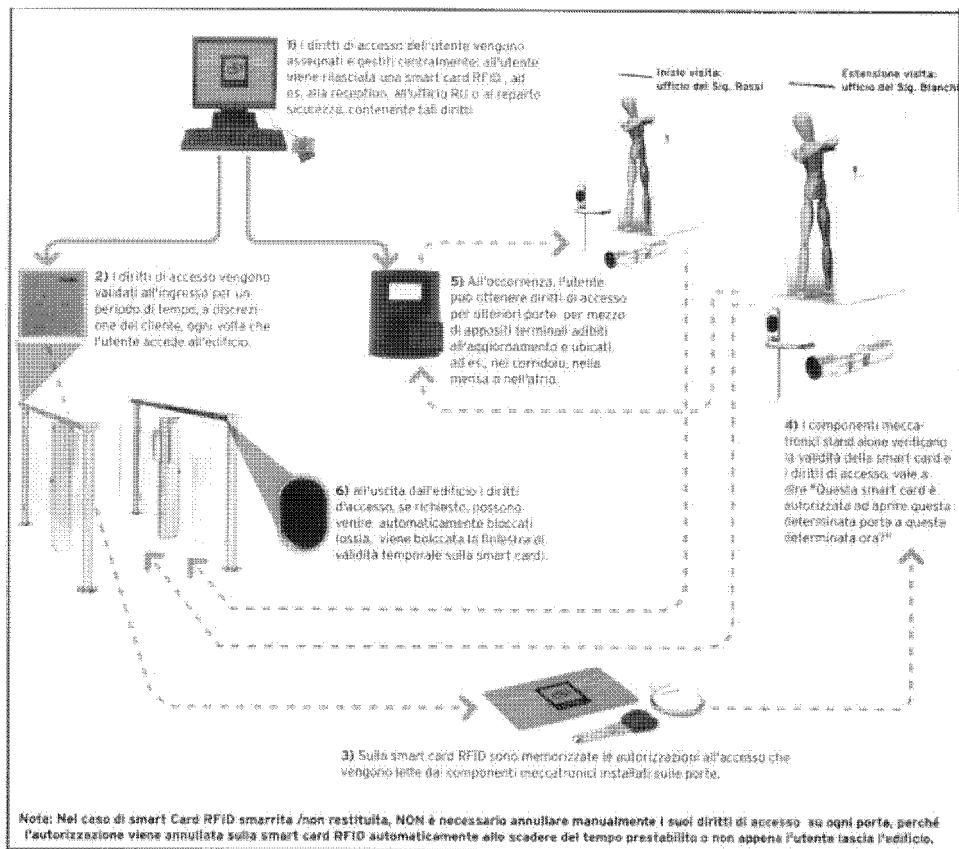 1) I diritti di accesso dell'utente vengono
assegnati e gestiti centralmente: all'utente
viene rilasciata una smart card RFID, ad
es. alla reception, all'ufficio RU o al reparto
sicurezza, contenente tali diritti
Inizio visita:
ufficio del Sig. Rossi
Estensione visita:
ufficio del Sig. Bianchi
2) I diritti di accesso vengono
validati all'ingresso per un
periodo di tempo, a discrezi-
one del cliente, ogni volta che
l'utente accede all'edificio.
5) All'occorrenza, l'utente
può ottenere diritti di accesso
per ulteriori porte per mezzo
di appositi terminali adibiti
all'aggiornamento e ubicati,
ad es., nel corridoio, nella
mensa o nell'atrio.
4) I componenti mecca-
tronici stand alone verificano
la validità della smart card e
i diritti di accesso, vale a
dire "Questa smart card è
autorizzata ad aprire questa
determinata porta a questa
determinata ora?"
6) all'uscita dall'edificio i diritti
d'accesso, se richiesto, possono
venire automaticamente bloccati
(ossia, viene bolccata la finiestra di
validità temporale sulla smart card).
3) Sulla smart card RFID sono memorizzate le autorizzazioni all'accesso che
vengono lette dai componenti meccatronici installati sulle porte.
Nota: Nel caso di smart Card RFID smarrita /non restituita, NON è necessario annullare manualmente i suoi diritti di accesso su ogni porta, perché
l'autorizzazione viene annullata sulla smart card RFID automaticamente allo scadere del tempo prestabilito o non appena l'utente lascia l'edificio.